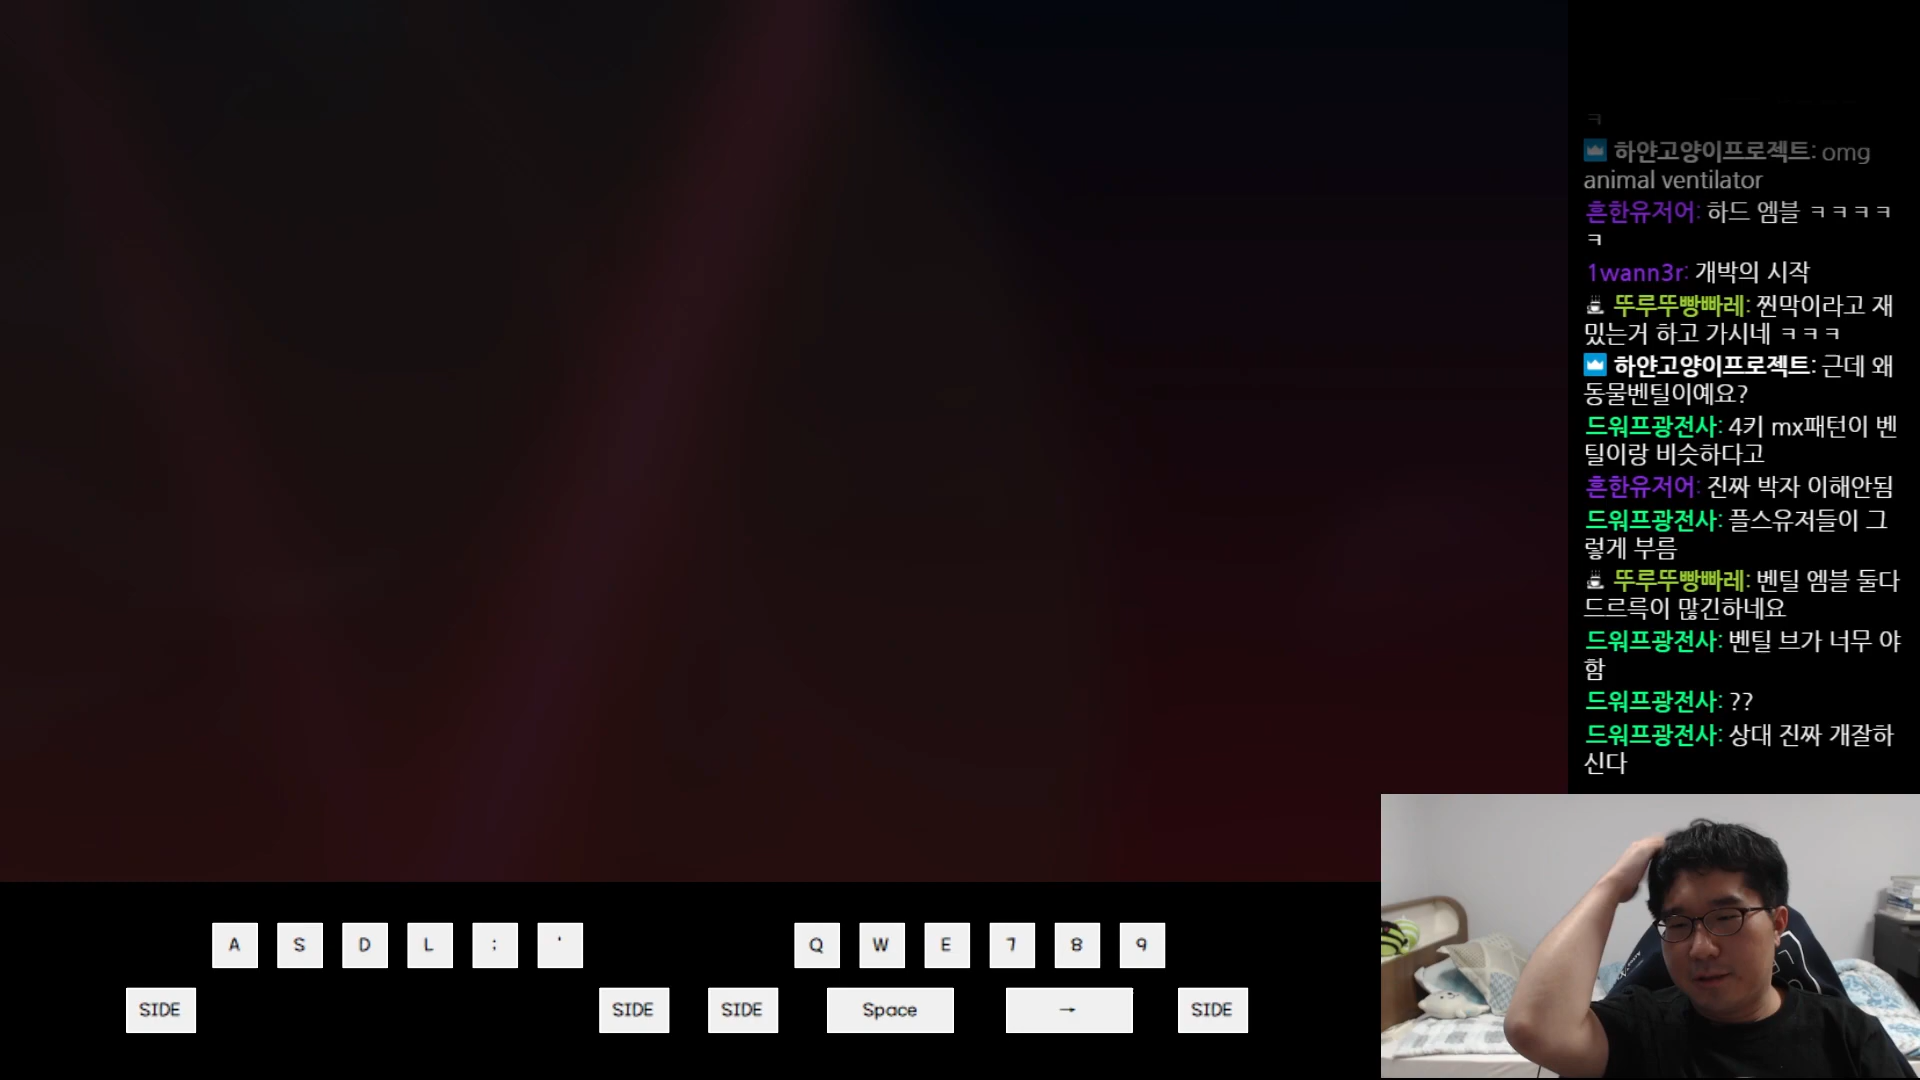 ㅋ
하얀고양이프로젝트: omg
animal ventilator
흔한유저어: 하드 엠블 ㅋㅋㅋㅋ
ㅋ
1wann3r: 개박의 시작
뚜루뚜빵빠레: 찐막이라고 재
밌는거 하고 가시네 ㅋㅋㅋ
하얀고양이프로젝트: 근데 왜
동물벤틸이예요?
드워프광전사: 4키 mx패턴이 벤
틸이랑 비슷하다고
흔한유저어: 진짜 박자 이해안됨
드워프광전사: 플스유저들이 그
렇게 부름
뚜루뚜빵빠레: 벤틸 엠블 둘다
드르륵이 많긴하네요
드워프광전사: 벤틸 브가 너무 야
함
드워프광전사: ??
드워프광전사: 상대 진짜 개잘하
신다
A S D L ; ' Q W E 7 8 9
SIDE SIDE SIDE Space → SIDE